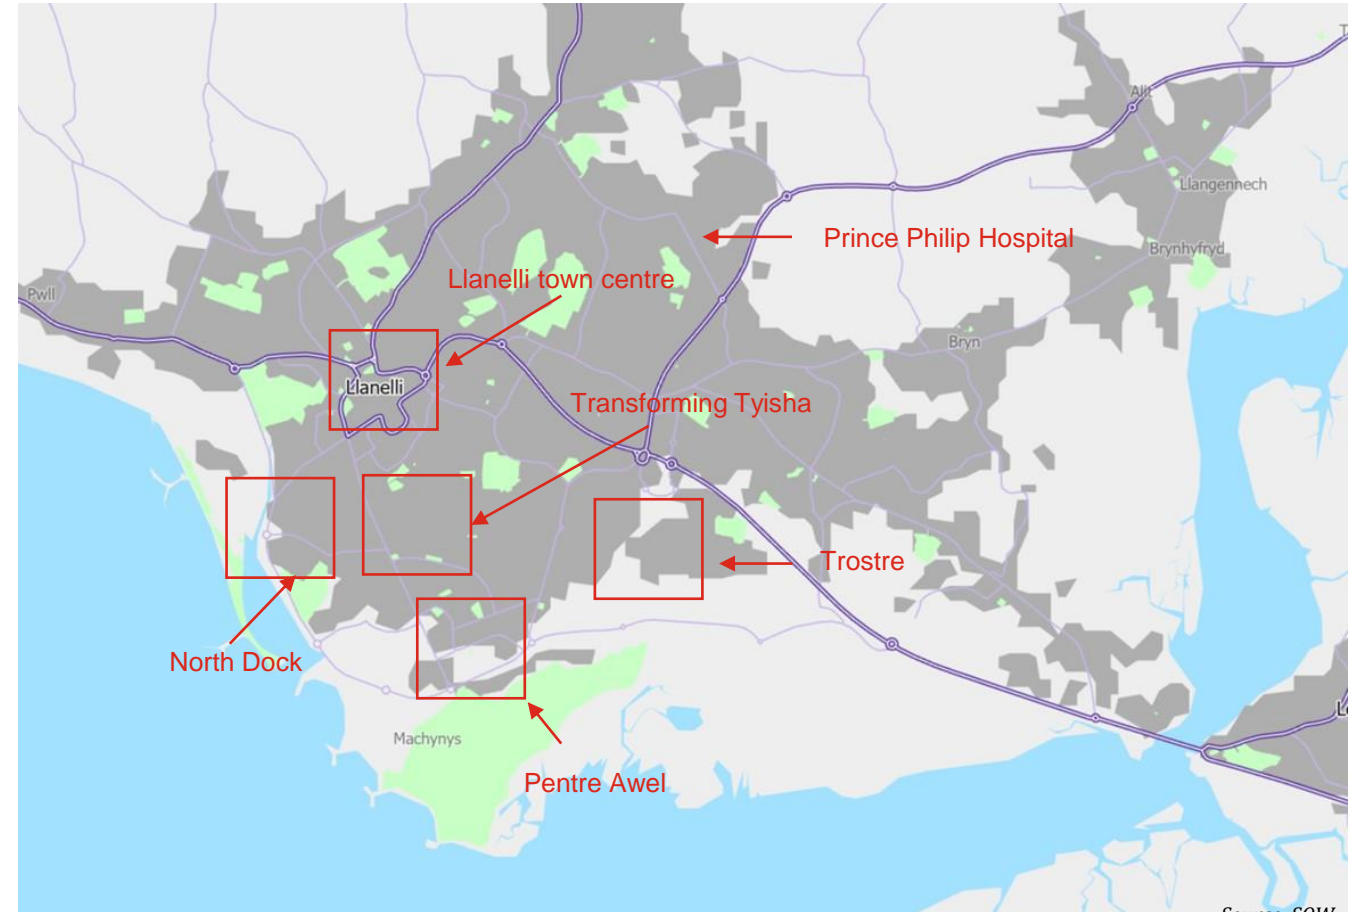 Allt
Llangennech
Prince Philip Hospital
Brynhyfryd
Llanelli town centre
Pwll
Bryn
Llanelli
Transforming Tyisha
Trostre
North Dock
Machynys
Pentre Awel